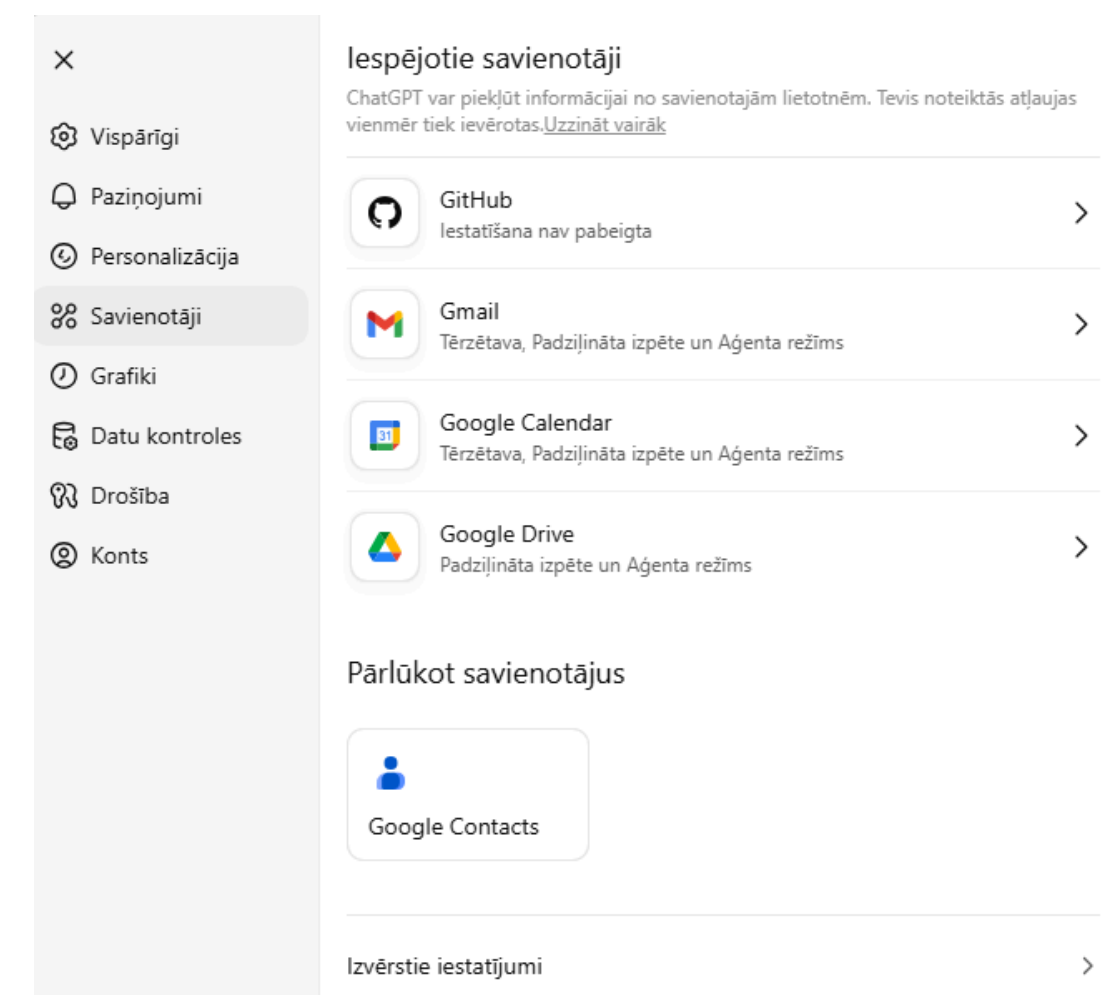 Vispārīgi
Paziņojumi
Personalizācija
Savienotāji
Grafiki
Datu kontroles
Drošība
Konts
Iespējotie savienotāji
ChatGPT var piekļūt informācijai no savienotajām lietotnēm. Tevis noteiktās atļaujas
vienmēr tiek ievērotas.Uzzināt vairāk
GitHub
Iestatīšana nav pabeigta
Gmail
Tērzētava, Padziļināta izpēte un Aģenta režīms
31
Google Calendar
Tērzētava, Padziļināta izpēte un Aģenta režīms
Google Drive
Padziļināta izpēte un Aģenta režīms
Pārlūkot savienotājus
Google Contacts
Izvērstie iestatījumi